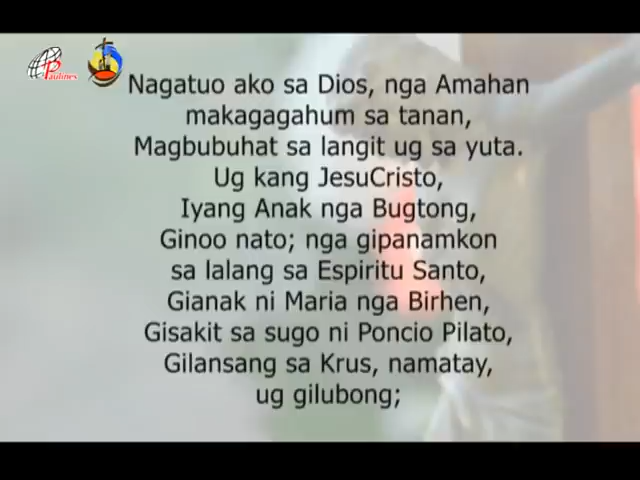 Paulines
Nagatuo ako sa Dios, nga Amahan
makagagahum sa tanan,
Magbubuhat sa langit ug sa yuta.
Ug kang JesuCristo,
Iyang Anak nga Bugtong,
Ginoo nato; nga gipanamkon
sa lalang sa Espiritu Santo,
Gianak ni Maria nga Birhen,
Gisakit sa sugo ni Poncio Pilato,
Gilansang sa Krus, namatay,
ug gilubong;